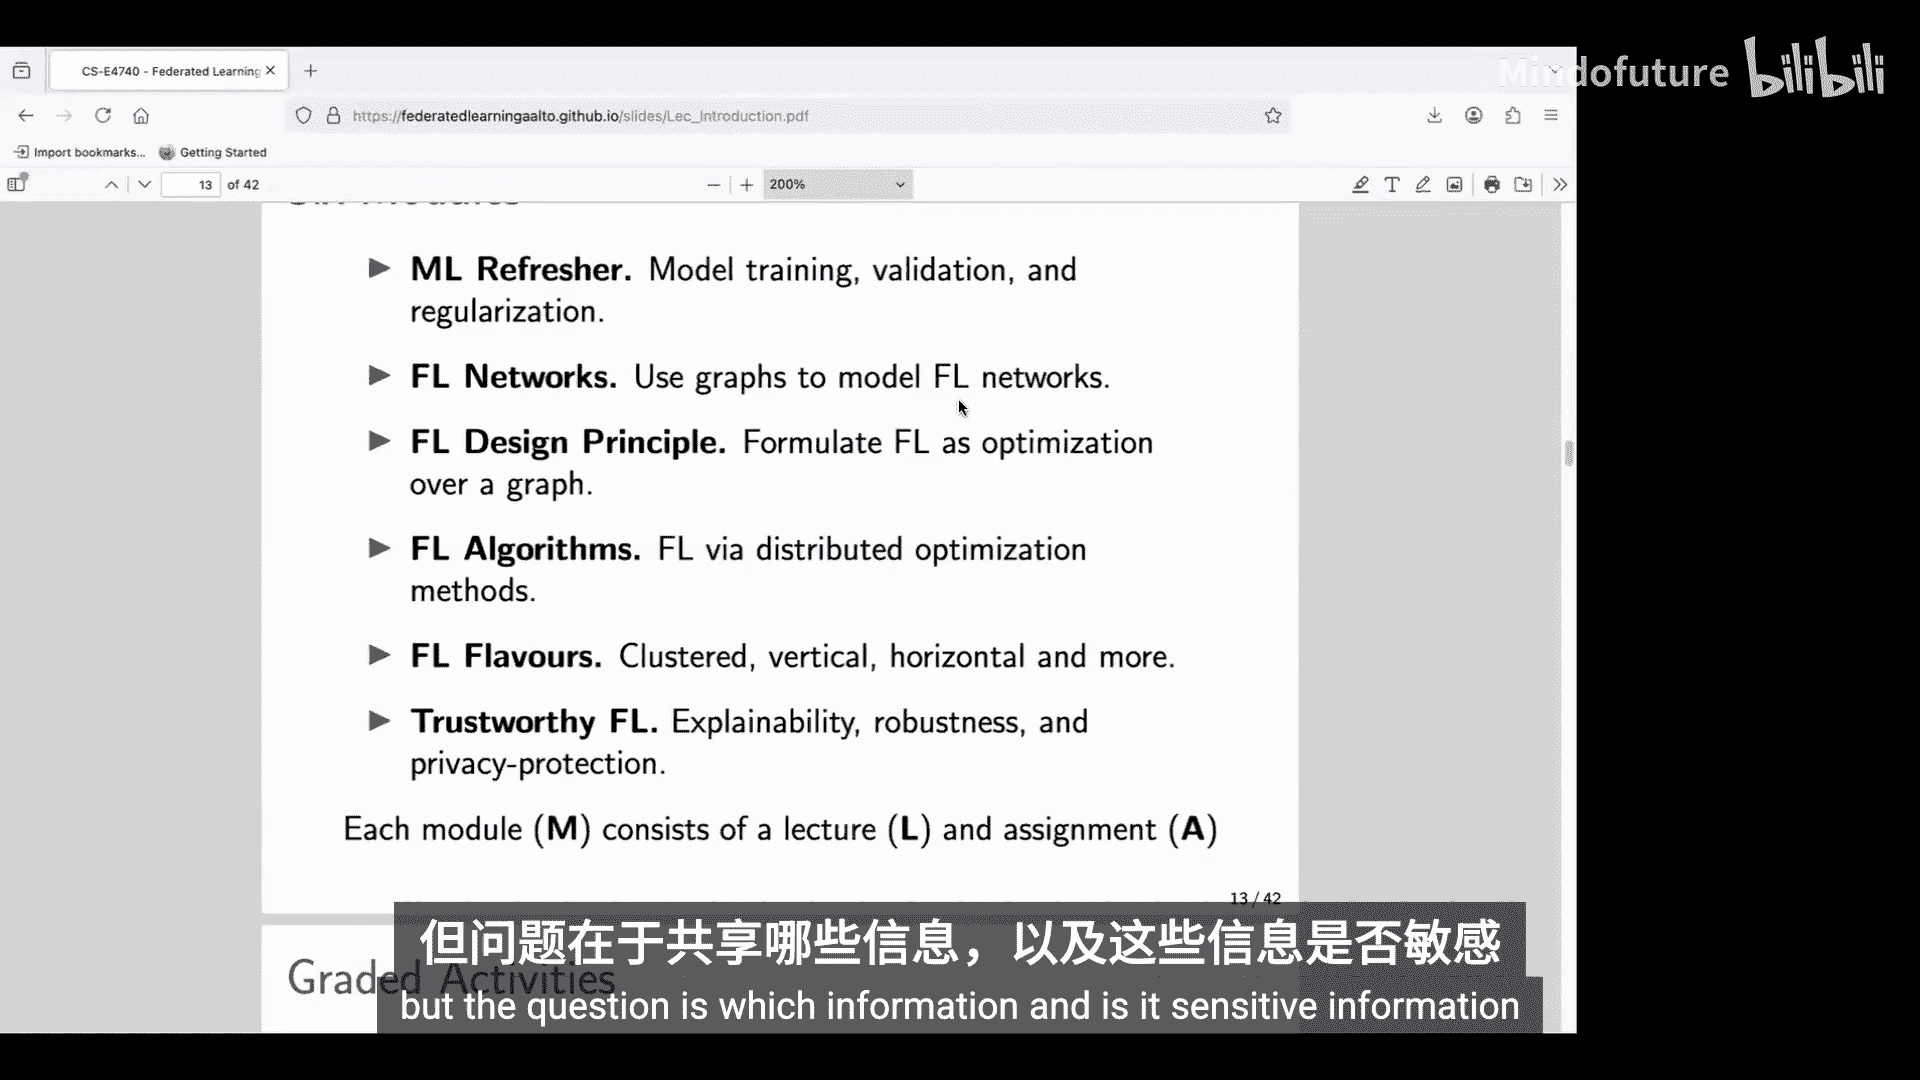 CS-E4740 - Federated Learning
Mindofuture bilibili
https://federatedlearningaalto.github.io/slides/Lec_Introduction.pdf
Import bookmarks... Getting Started
13 of 42
200%
ML Refresher. Model training, validation, and
regularization.
FL Networks. Use graphs to model FL networks.
FL Design Principle. Formulate FL as optimization
over a graph.
FL Algorithms. FL via distributed optimization
methods.
FL Flavours. Clustered, vertical, horizontal and more.
Trustworthy FL. Explainability, robustness, and
privacy-protection.
Each module (M) consists of a lecture (L) and assignment (A)
13 / 42
但问题在于共享哪些信息，以及这些信息是否敏感
Graded Activities
but the question is which information and is it sensitive information